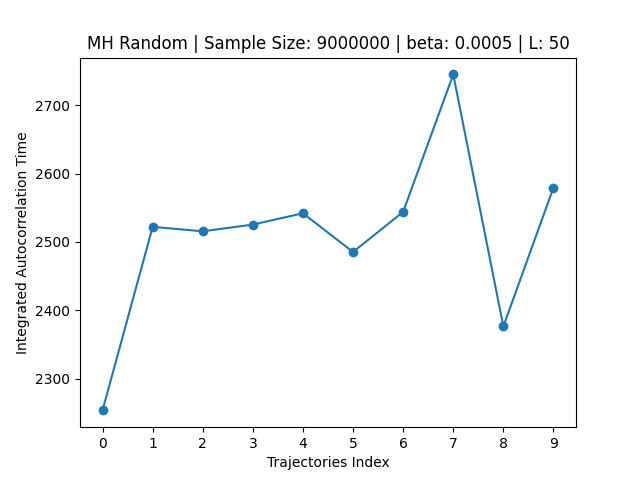 MH Random | Sample Size: 9000000 | beta: 0.0005 | L: 50
Integrated Autocorrelation Time
2700
2600
2500
2400
2300
0 1 2 3 4 5 6 7 8 9
Trajectories Index